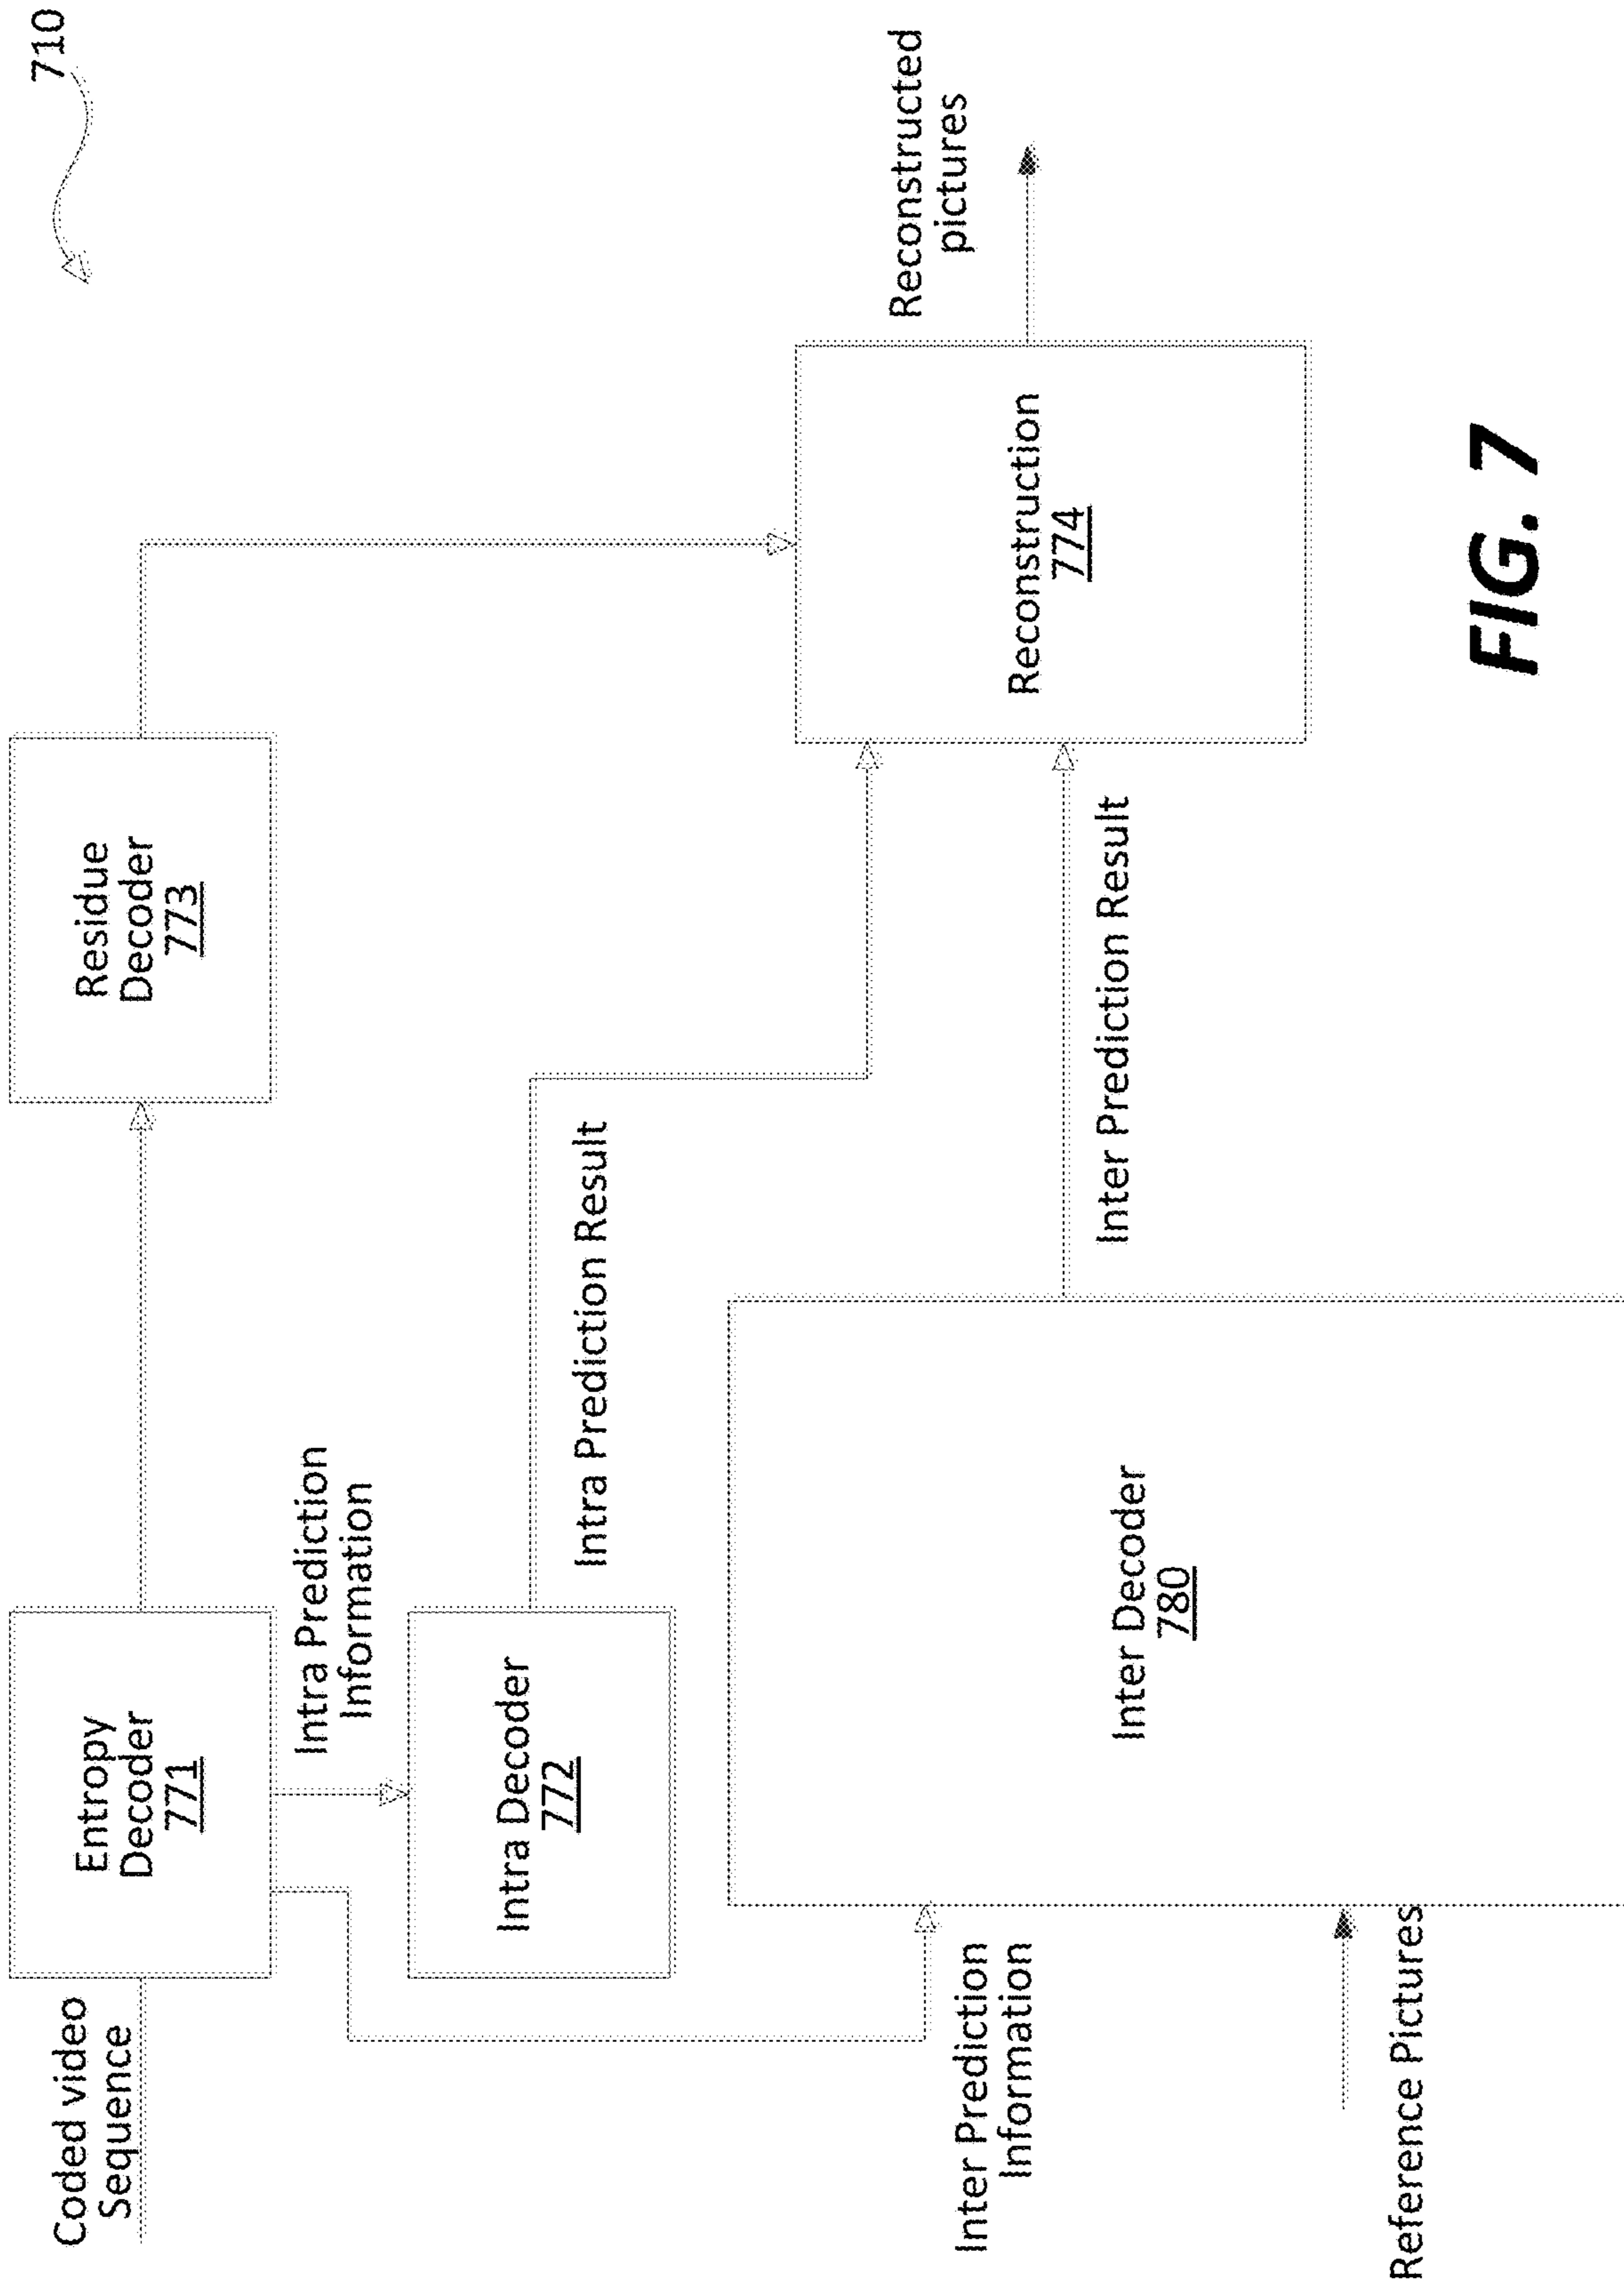 710
Coded video
Sequence
Entropy
Decoder
771
Residue
Decoder
773
Intra Prediction
Information
Intra Decoder
772
Intra Prediction Result
Reconstructed
pictures
Reconstruction
774
Inter Prediction
Information
Inter Decoder
780
Inter Prediction Result
Reference Pictures
FIG. 7